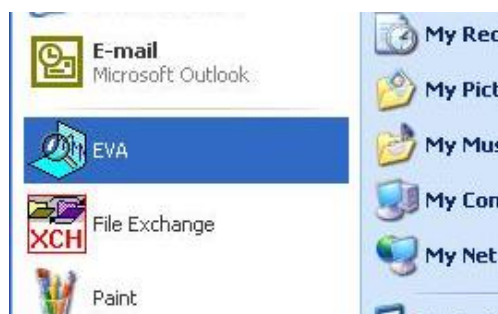 E-mail
Microsoft Outlook
EVA
XCH
File Exchange
Paint
My Rec
My Pict
My Mus
My Con
My Net